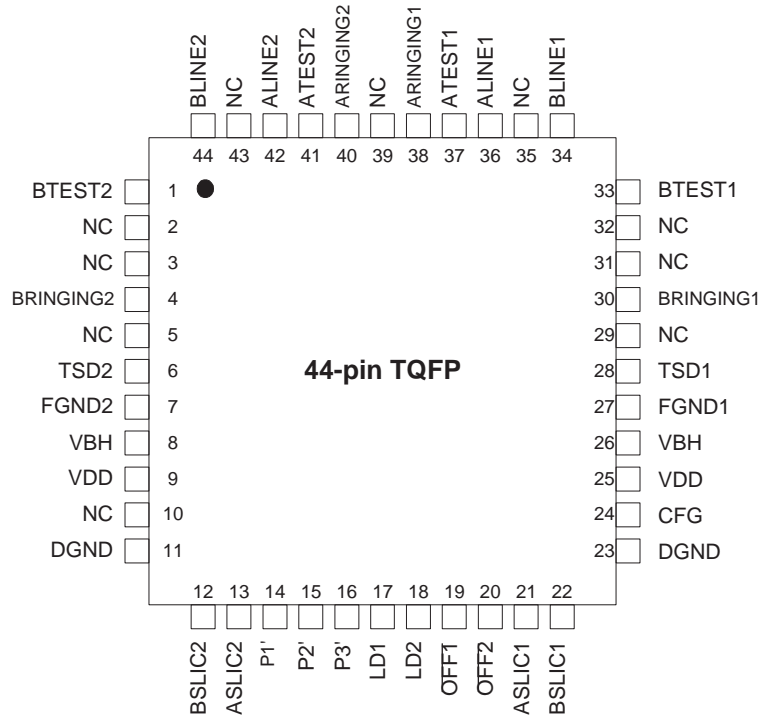 BLINE2
NC
ALINE2
ATEST2
ARINGING2
NC
ARINGING1
ATEST1
ALINE1
NC
BLINE1
44 43 42 41 40 39 38 37 36 35 34
BTEST2 1 33 BTEST1
NC 2 32 NC
NC 3 31 NC
BRINGING2 4 30 BRINGING1
NC 5 29 NC
TSD2 6 44-pin TQFP 28 TSD1
FGND2 7 27 FGND1
VBH 8 26 VBH
VDD 9 25 VDD
NC 10 24 CFG
DGND 11 23 DGND
12 13 14 15 16 17 18 19 20 21 22
BSLIC2
ASLIC2
P1'
P2'
P3'
LD1
LD2
OFF1
OFF2
ASLIC1
BSLIC1